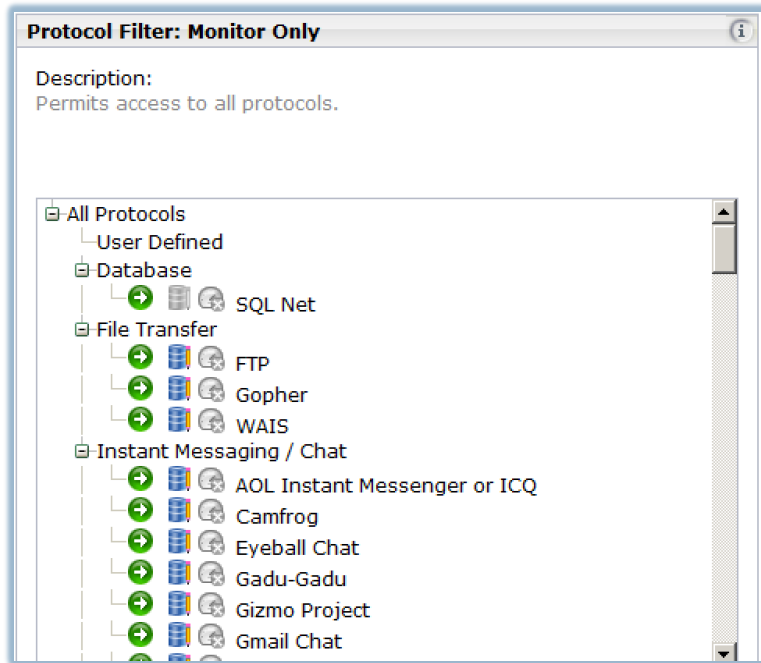 Protocol Filter: Monitor Only
Description:
Permits access to all protocols.
All Protocols
User Defined
Database
SQL Net
File Transfer
FTP
Gopher
WAIS
Instant Messaging / Chat
AOL Instant Messenger or ICQ
Camfrog
Eyeball Chat
Gadu-Gadu
Gizmo Project
Gmail Chat